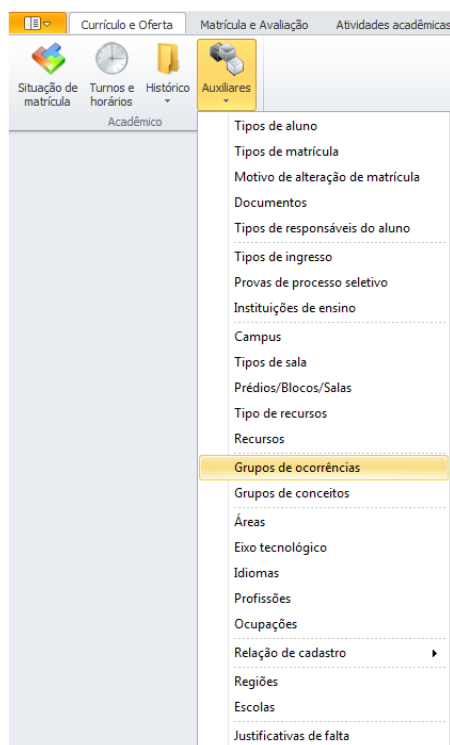 Currículo e Oferta
Matrícula e Avaliação
Atividades acadêmicas
Situação de
matrícula
Turnos e
horários
Histórico
Auxiliares
Acadêmico
Tipos de aluno
Tipos de matrícula
Motivo de alteração de matrícula
Documentos
Tipos de responsáveis do aluno
Tipos de ingresso
Provas de processo seletivo
Instituições de ensino
Campus
Tipos de sala
Prédios/Blocos/Salas
Tipo de recursos
Recursos
Grupos de ocorrências
Grupos de conceitos
Áreas
Eixo tecnológico
Idiomas
Profissões
Ocupações
Relação de cadastro
Regiões
Escolas
Justificativas de falta